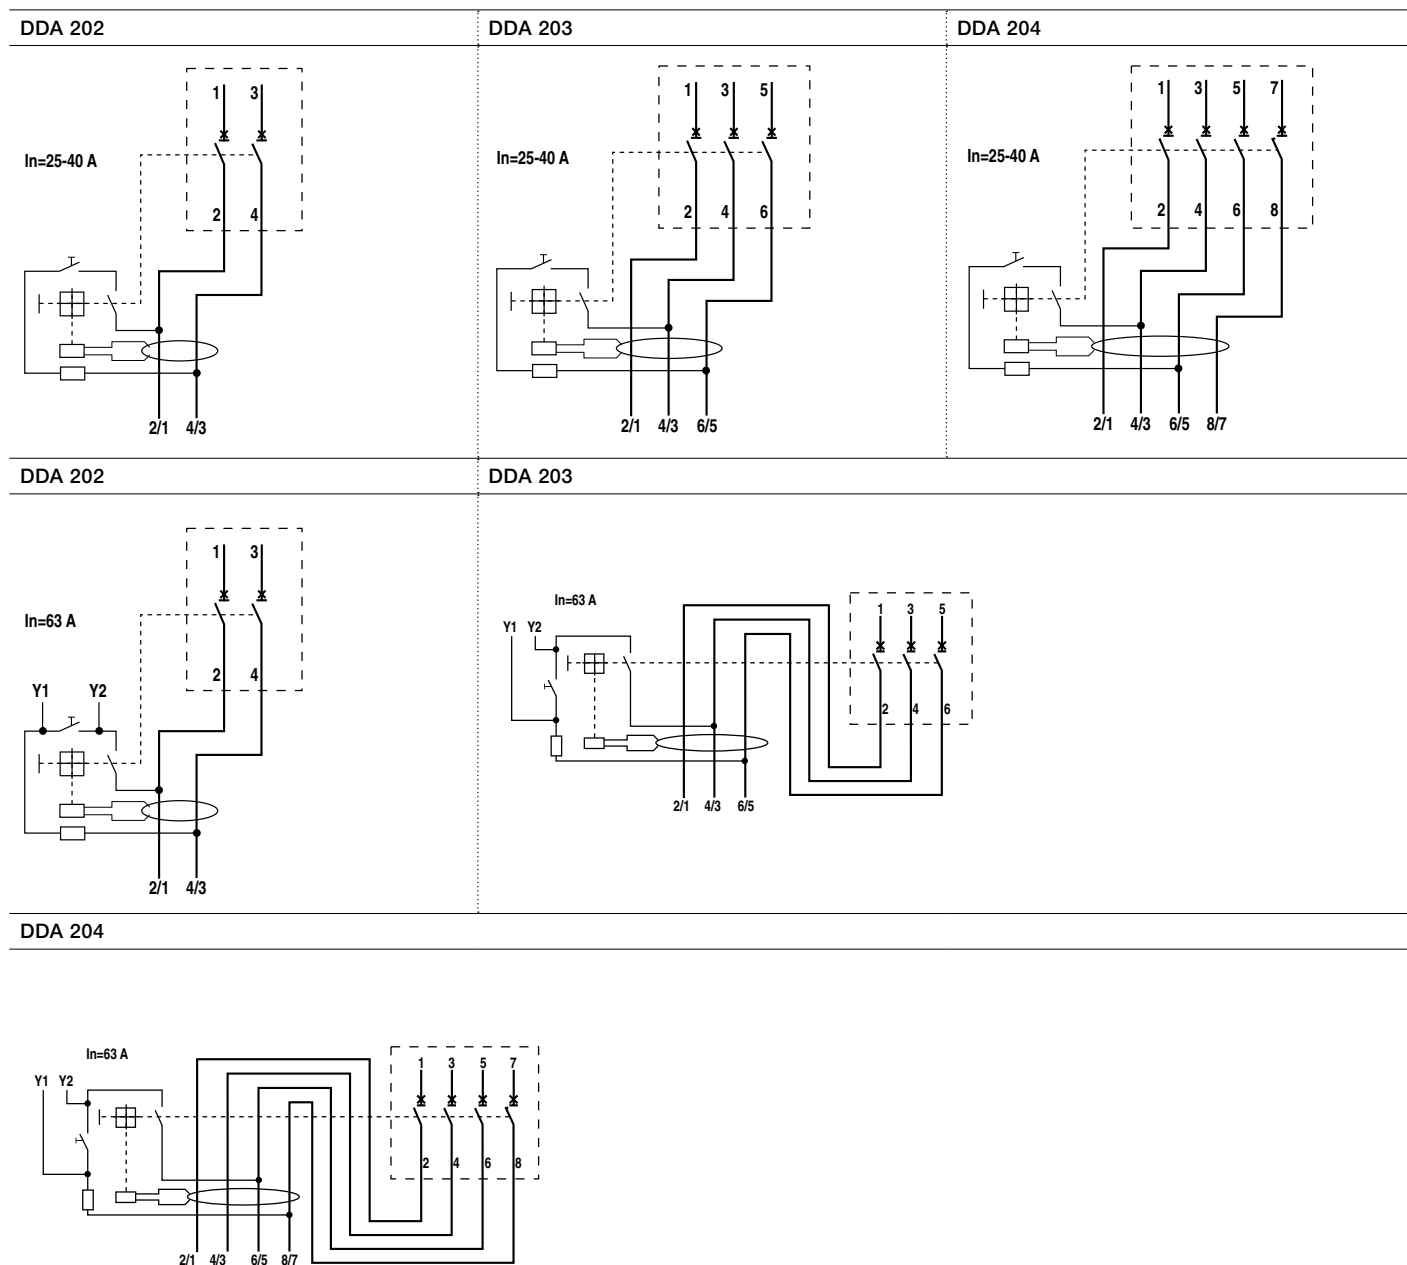 DDA 202 DDA 203 DDA 204
1 3 1 3 5 1 3 5 7
In=25-40 A In=25-40 A In=25-40 A
2 4 2 4 6 2 4 6 8
2/1 4/3 2/1 4/3 6/5 2/1 4/3 6/5 8/7
DDA 202 DDA 203
1 3
In=63 A
2 4
Y1 Y2
2/1 4/3
In=63 A
1 3 5
Y1 Y2
2 4 6
2/1 4/3 6/5
DDA 204
In=63 A
1 3 5 7
Y1 Y2
2 4 6 8
2/1 4/3 6/5 8/7